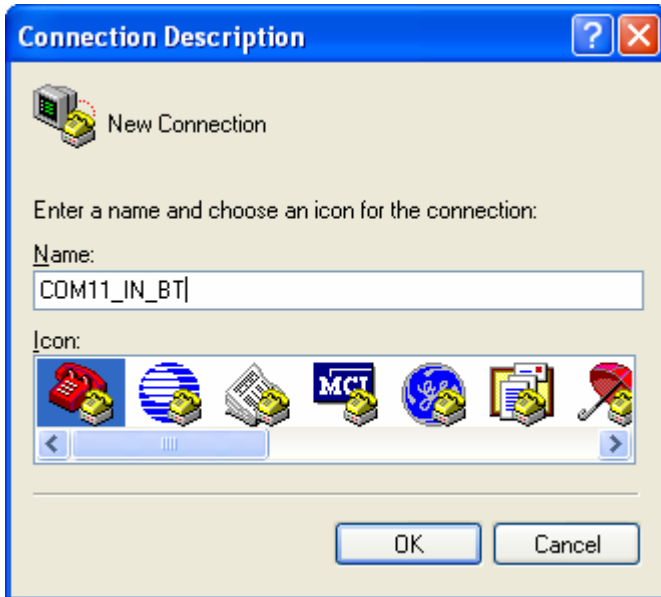 Connection Description
New Connection
Enter a name and choose an icon for the connection:
Name:
COM11_IN_BT
Icon:
MCI
OK
Cancel